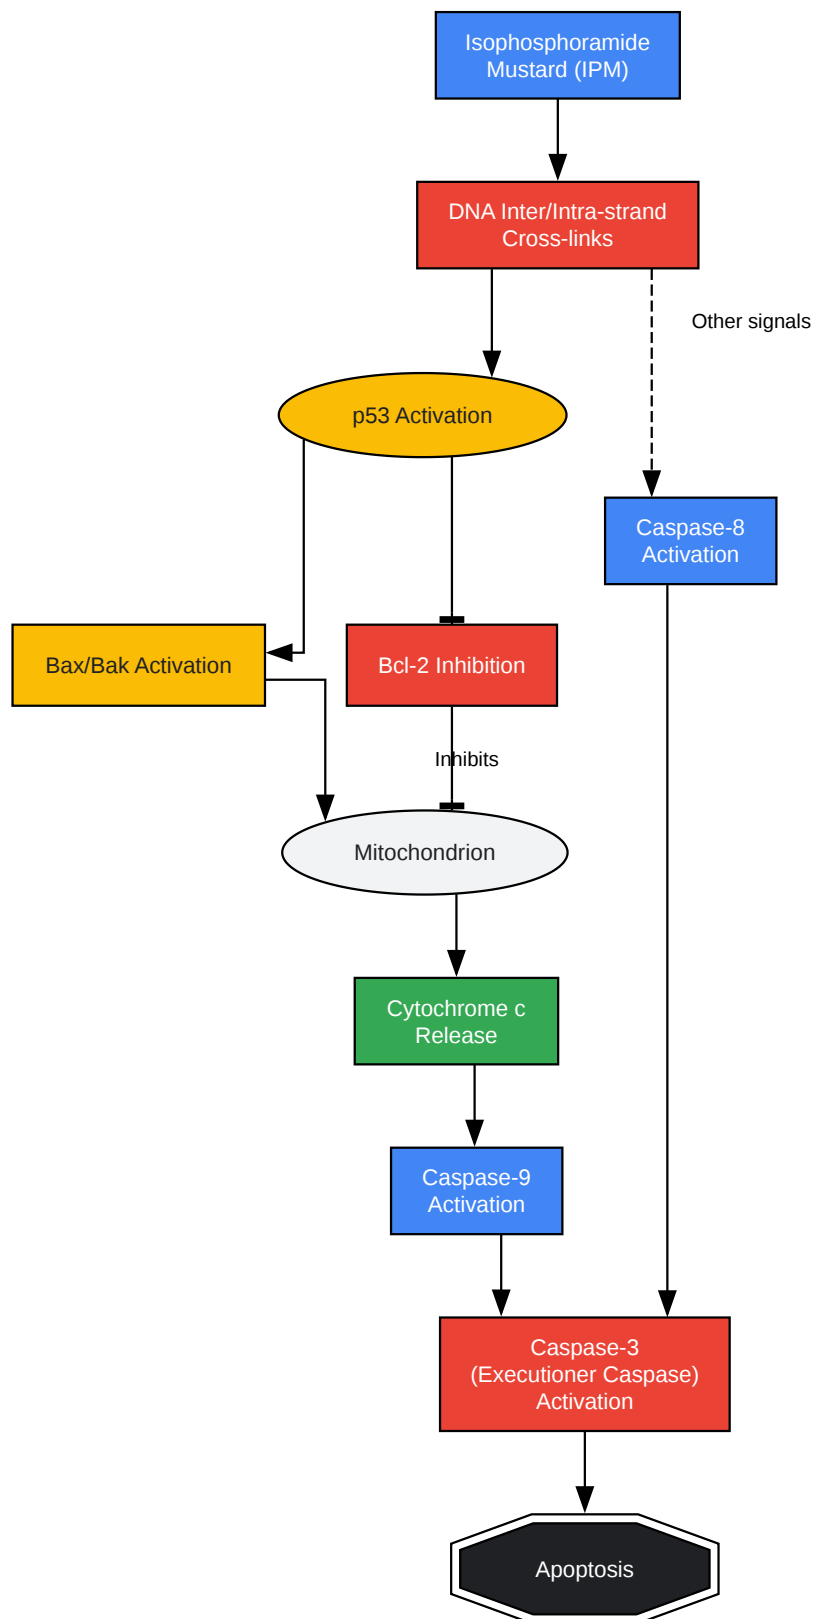 Isophosphoramide
Mustard (IPM)
DNA Inter/Intra-strand
Cross-links
Other signals
p53 Activation
Caspase-8
Activation
Bax/Bak Activation
Bcl-2 Inhibition
Inhibits
Mitochondrion
Cytochrome c
Release
Caspase-9
Activation
Caspase-3
(Executioner Caspase)
Activation
Apoptosis